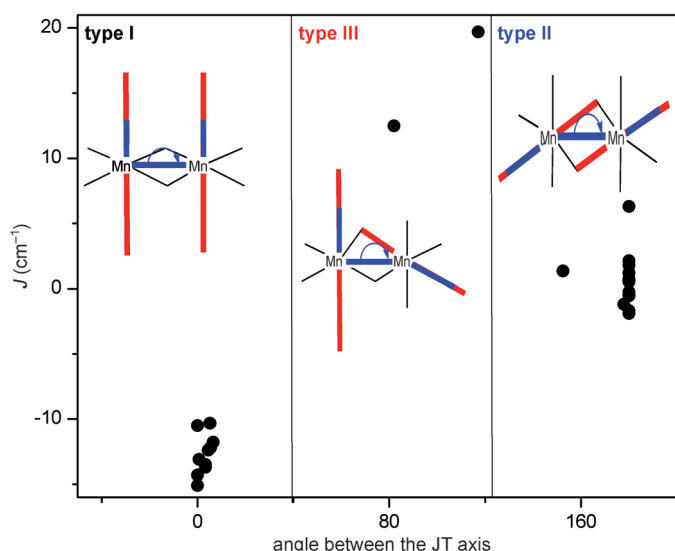 20
10
0
-10
J (cm⁻¹)
type I
type III
type II
Mn
Mn
Mn
Mn
Mn
Mn
0
80
160
angle between the JT axis